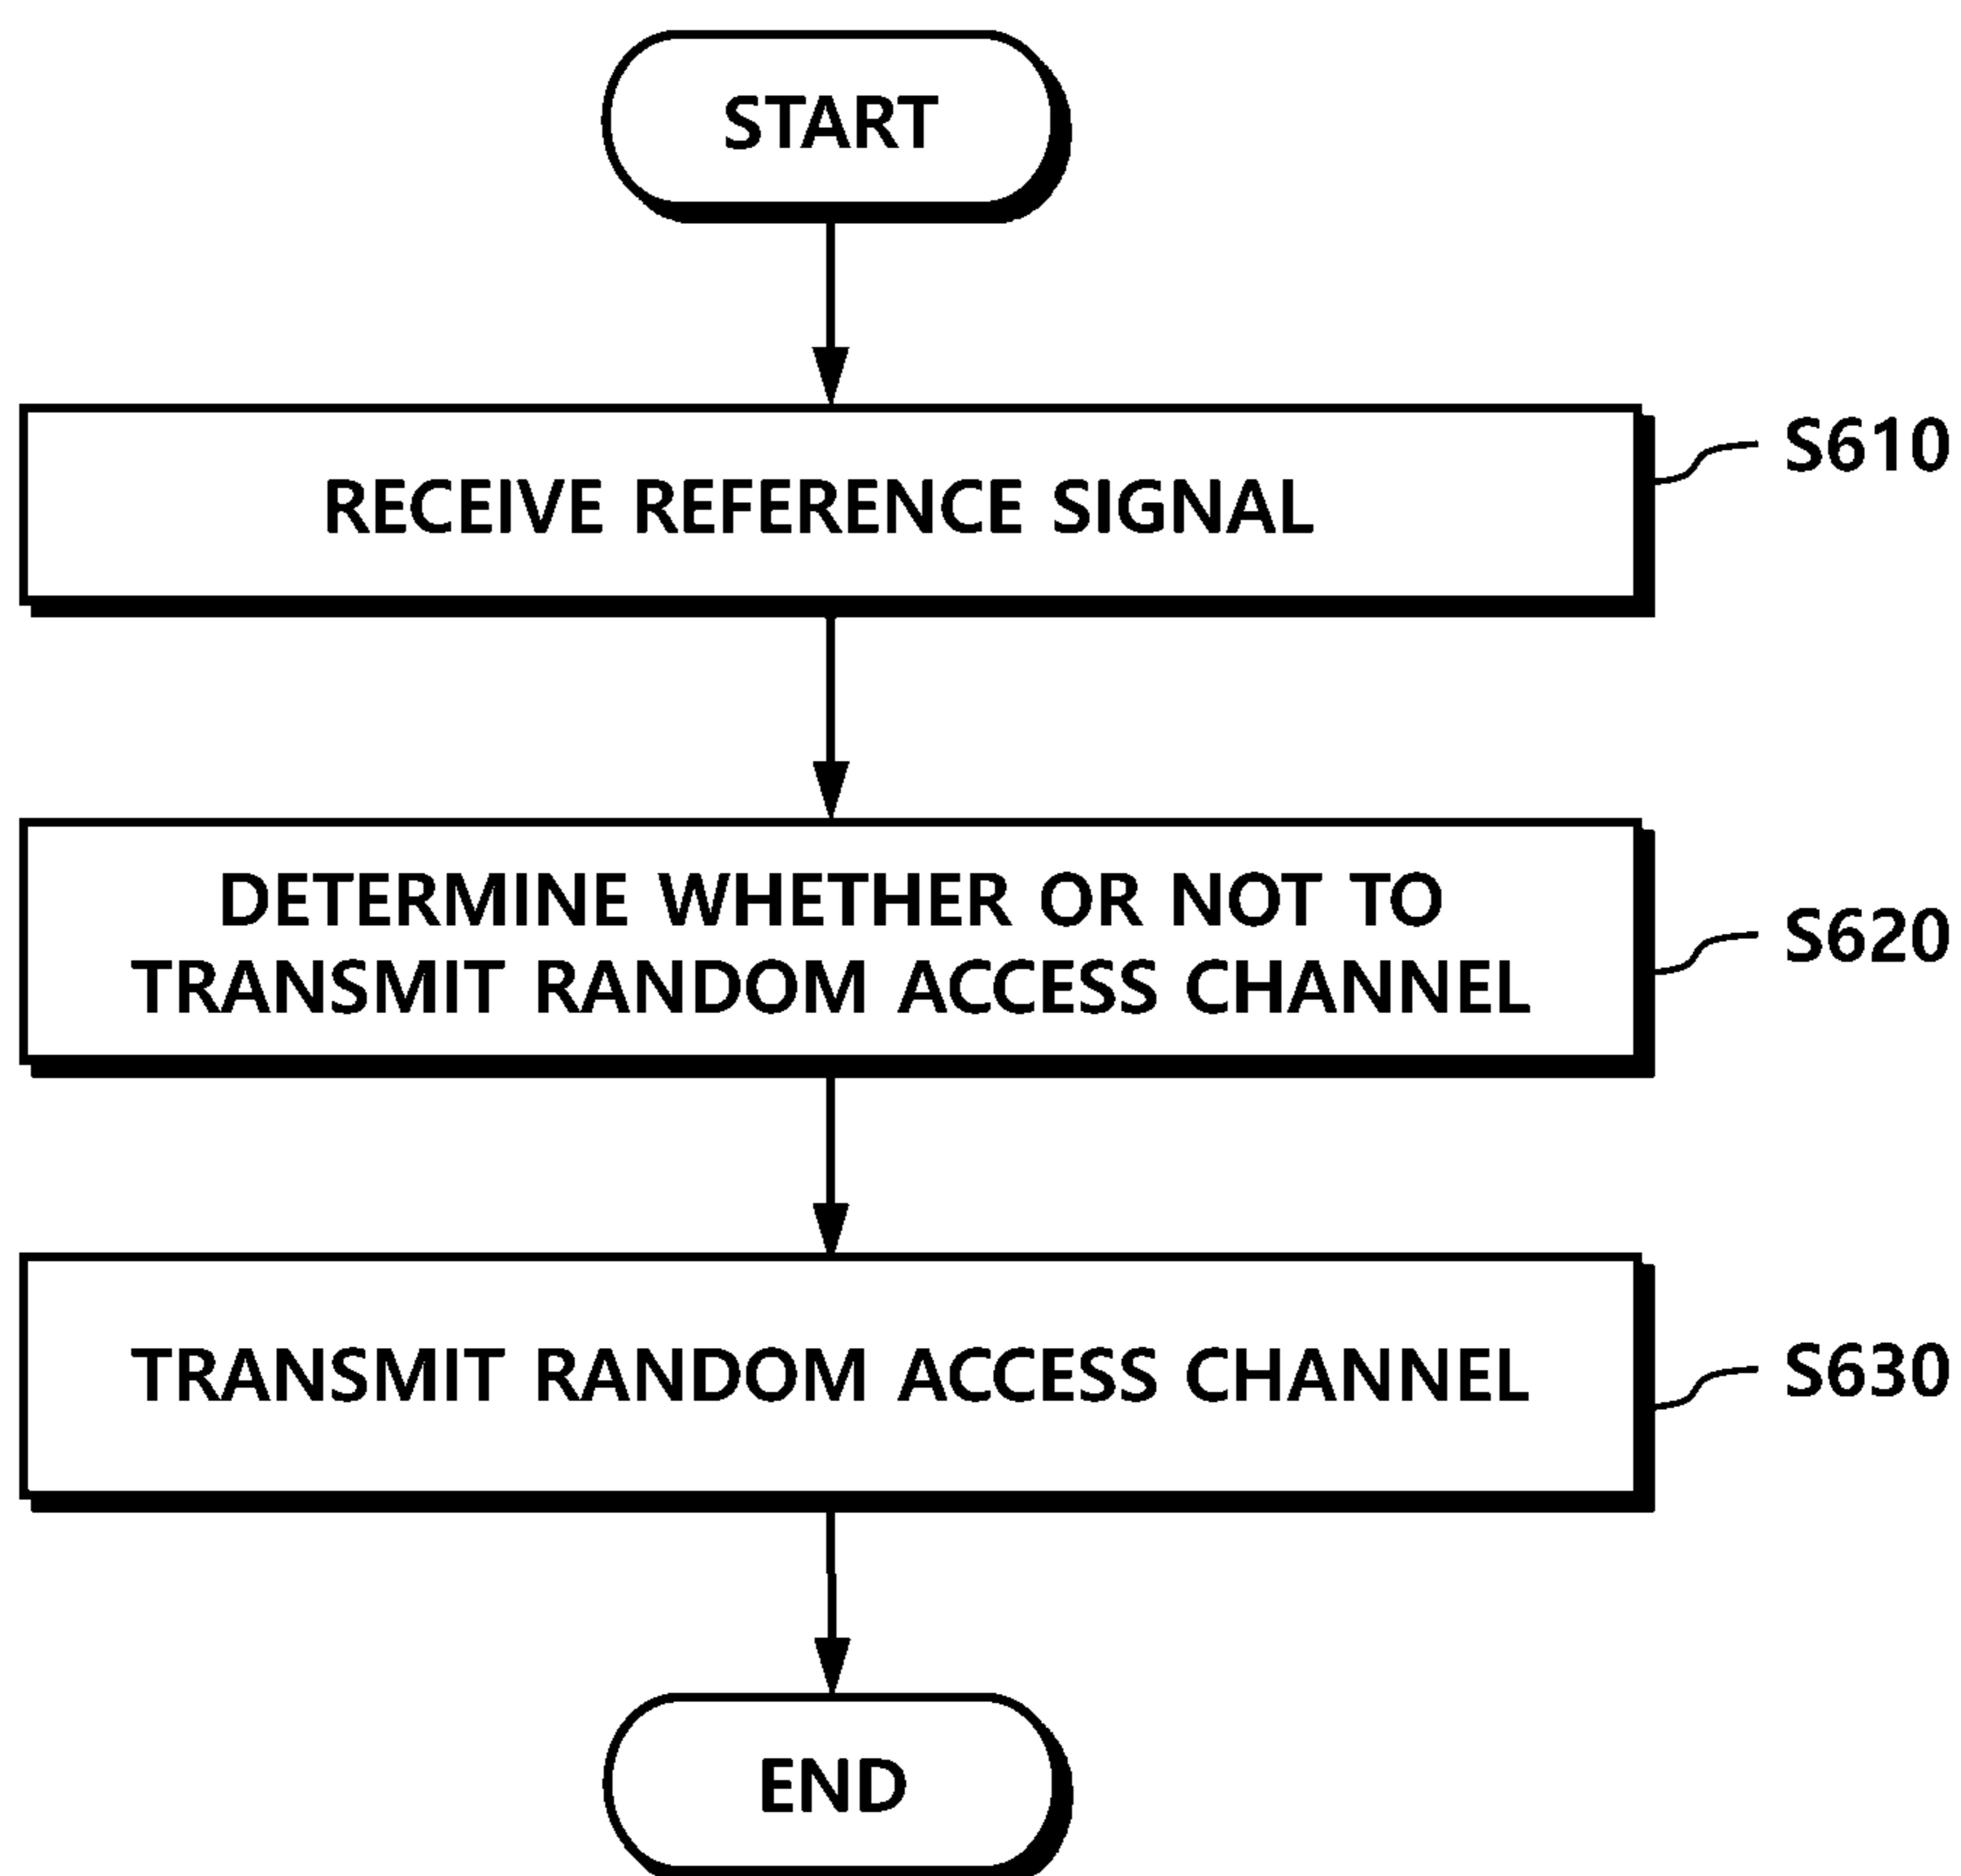 START
RECEIVE REFERENCE SIGNAL
S610
DETERMINE WHETHER OR NOT TO
TRANSMIT RANDOM ACCESS CHANNEL
S620
TRANSMIT RANDOM ACCESS CHANNEL
S630
END